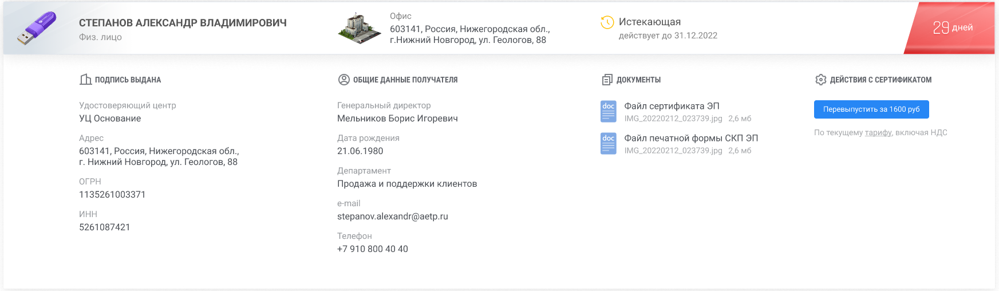 СТЕПАНОВ АЛЕКСАНДР ВЛАДИМИРОВИЧ
Физ. лицо
Офис
603141, Россия, Нижегородская обл.,
г.Нижний Новгород, ул. Геологов, 88
Истекающая
действует до 31.12.2022
29 дней
ПОДПИСЬ ВЫДАНА
Удостоверяющий центр
УЦ Основание
Адрес
603141, Россия, Нижегородская обл.,
г. Нижний Новгород, ул. Геологов, 88
ОГРН
1135261003371
ИНН
5261087421
ОБЩИЕ ДАННЫЕ ПОЛУЧАТЕЛЯ
Генеральный директор
Мельников Борис Игоревич
Дата рождения
21.06.1980
Департамент
Продажа и поддержки клиентов
e-mail
stepanov.alexandr@aetp.ru
Телефон
+7 910 800 40 40
ДОКУМЕНТЫ
doc
Файл сертификата ЭП
IMG_20220212_023739.jpg 2,6 мб
doc
Файл печатной формы СКП ЭП
IMG_20220212_023739.jpg 2,6 мб
ДЕЙСТВИЯ С СЕРТИФИКАТОМ
Перевыпустить за 1600 руб
По текущему тарифу, включая НДС